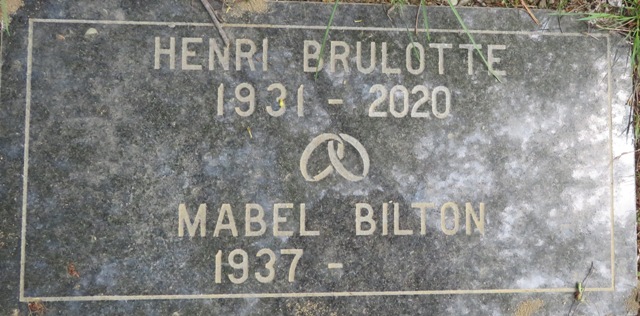 HENRI BRULOTTE
1931 - 2020
MABEL BILTON
1937 -